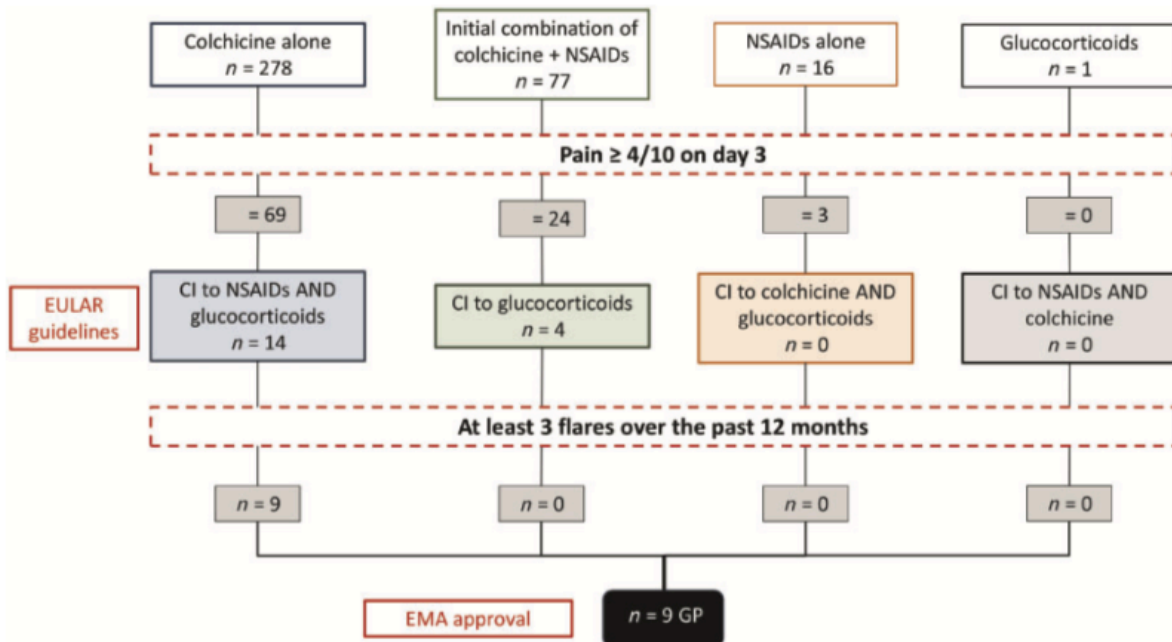 Colchicine alone
n = 278
Initial combination of
colchicine + NSAIDs
n = 77
NSAIDs alone
n = 16
Glucocorticoids
n = 1
Pain ≥ 4/10 on day 3
= 69
= 24
= 3
= 0
EULAR
guidelines
CI to NSAIDs AND
glucocorticoids
n = 14
CI to glucocorticoids
n = 4
CI to colchicine AND
glucocorticoids
n = 0
CI to NSAIDs AND
colchicine
n = 0
At least 3 flares over the past 12 months
n = 9
n = 0
n = 0
n = 0
EMA approval
n = 9 GP